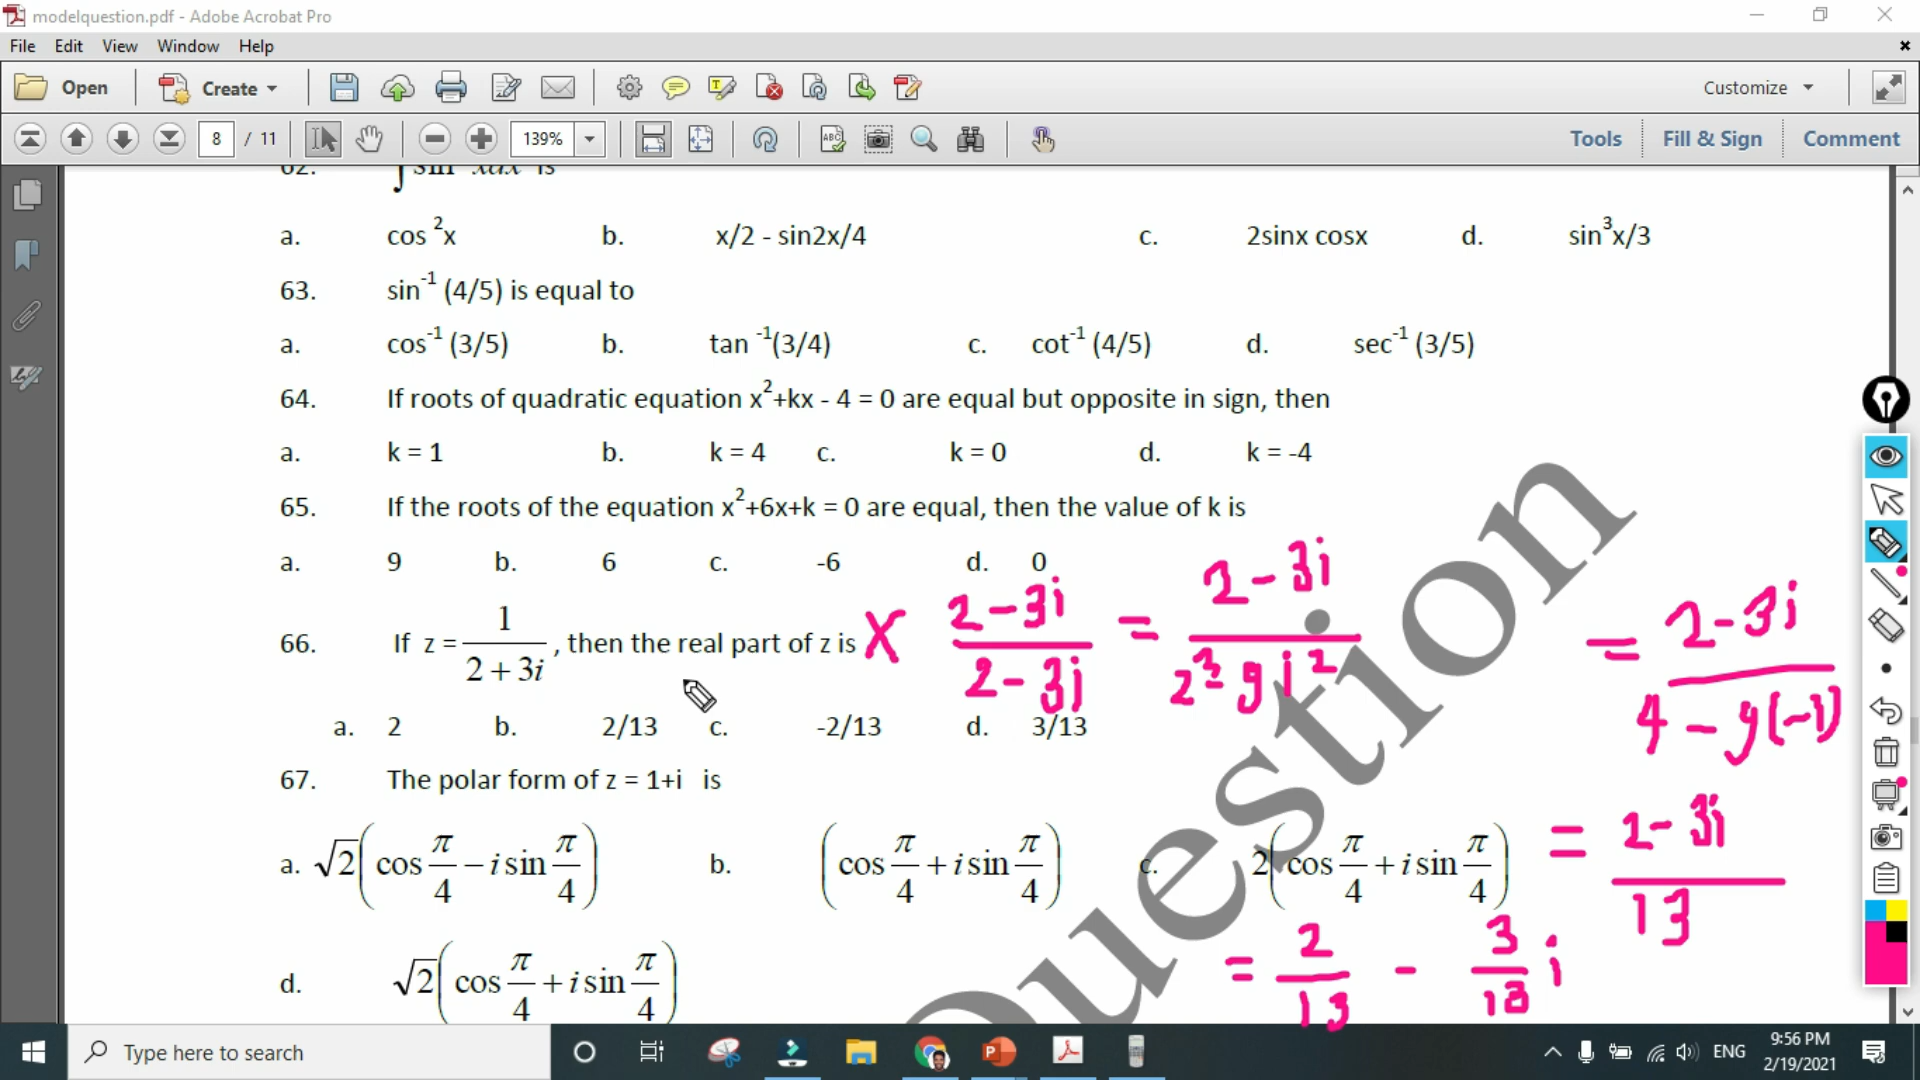 modelquestion.pdf - Adobe Acrobat Pro
File Edit View Window Help
Open Create Customize
8 / 11 139% Tools Fill & Sign Comment
62. ∫sin xdx is
a. cos ²x b. x/2 - sin2x/4 c. 2sinx cosx d. sin³x/3
63. sin⁻¹ (4/5) is equal to
a. cos⁻¹ (3/5) b. tan ⁻¹(3/4) c. cot⁻¹ (4/5) d. sec⁻¹ (3/5)
64. If roots of quadratic equation x²+kx - 4 = 0 are equal but opposite in sign, then
a. k = 1 b. k = 4 c. k = 0 d. k = -4
65. If the roots of the equation x²+6x+k = 0 are equal, then the value of k is
a. 9 b. 6 c. -6 d. 0
66. If z = 1/(2 + 3i) , then the real part of z is × (2 - 3i)/(2 - 3i) = (2 - 3i)/(2² - 9i²) = (2 - 3i)/(4 - 9(-1))
a. 2 b. 2/13 c. -2/13 d. 3/13
= (2 - 3i)/13
= 2/13 - 3/13 i
67. The polar form of z = 1+i is
a. √2(cos π/4 − i sin π/4) b. (cos π/4 + i sin π/4) c. 2(cos π/4 + i sin π/4)
d. √2(cos π/4 + i sin π/4)
Question
Type here to search
ENG
9:56 PM
2/19/2021